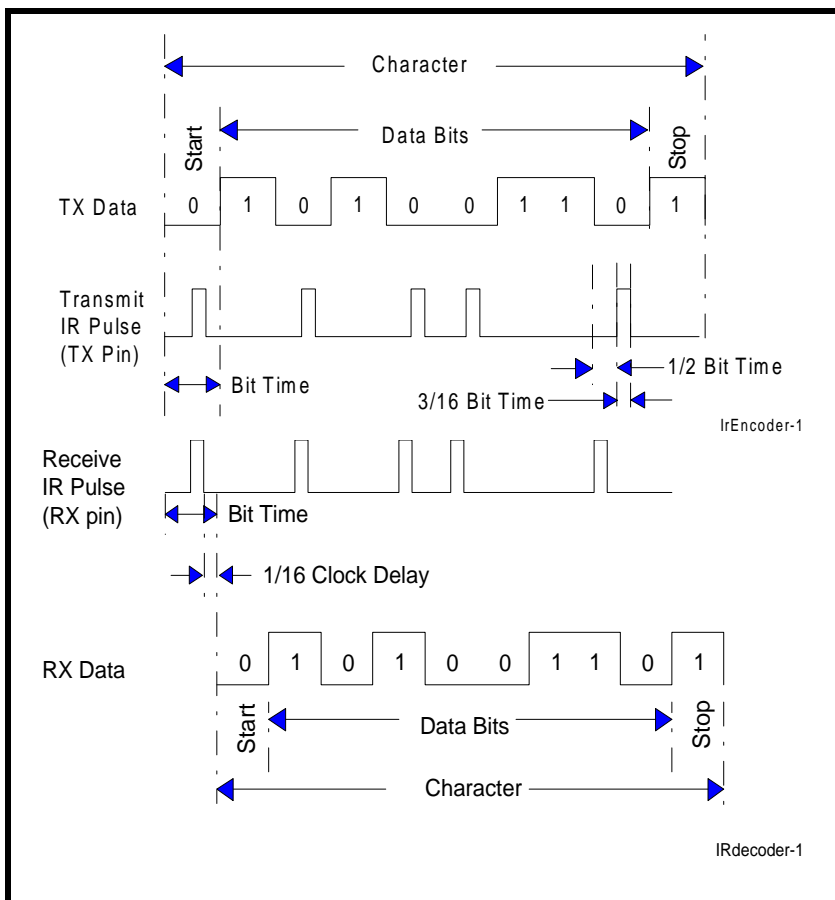 Character
Start
Data Bits
Stop
TX Data
0 1 0 1 0 0 1 1 0 1
Transmit
IR Pulse
(TX Pin)
Bit Time
1/2 Bit Time
3/16 Bit Time
IrEncoder-1
Receive
IR Pulse
(RX pin)
Bit Time
1/16 Clock Delay
RX Data
0 1 0 1 0 0 1 1 0 1
Start
Data Bits
Stop
Character
IRdecoder-1